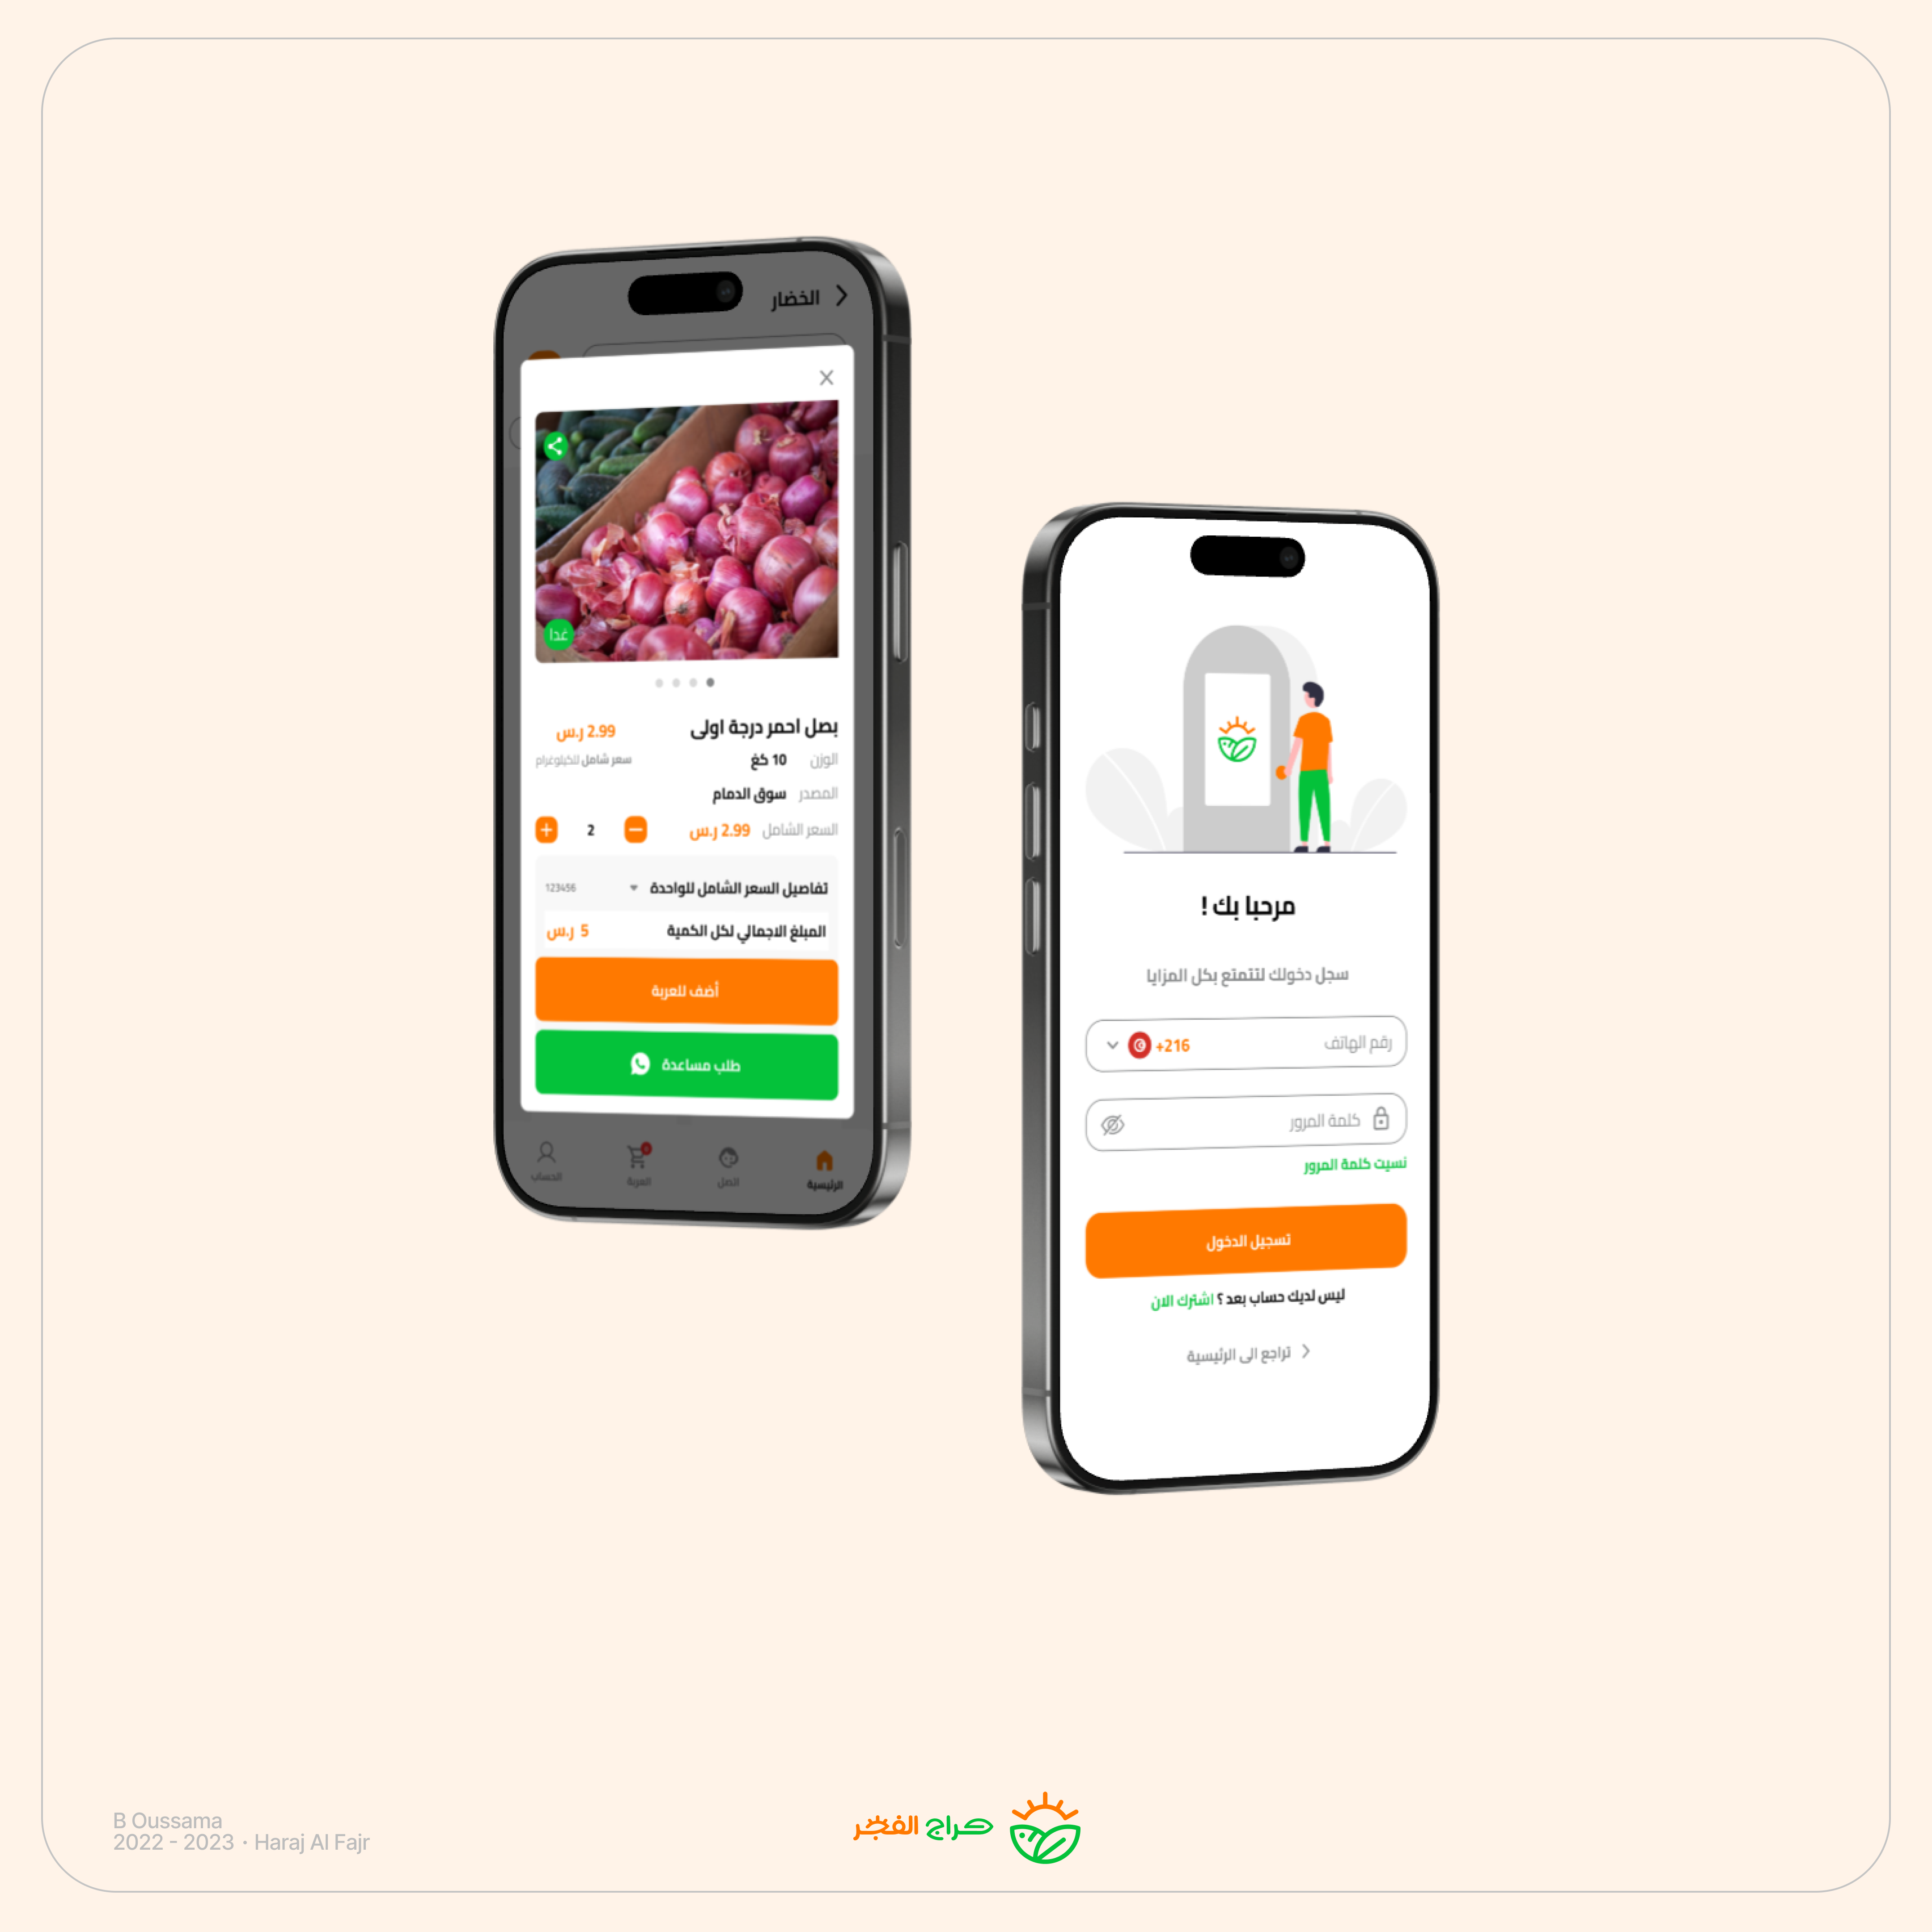 الخضار
غدا
بصل احمر درجة اولى
2.99 ر.س
الوزن 10 كغ
سعر شامل للكيلوغرام
المصدر سوق الدمام
السعر الشامل 2.99 ر.س
2
تفاصيل السعر الشامل للواحدة
123456
المبلغ الاجمالي لكل الكمية
5 ر.س
أضف للعربة
طلب مساعدة
الرئيسية
اتصل
العربة
الحساب
مرحبا بك !
سجل دخولك لتتمتع بكل المزايا
رقم الهاتف
+216
كلمة المرور
نسيت كلمة المرور
تسجيل الدخول
ليس لديك حساب بعد ؟ اشترك الان
تراجع الى الرئيسية
B Oussama
2022 - 2023 · Haraj Al Fajr
كراج الفجر